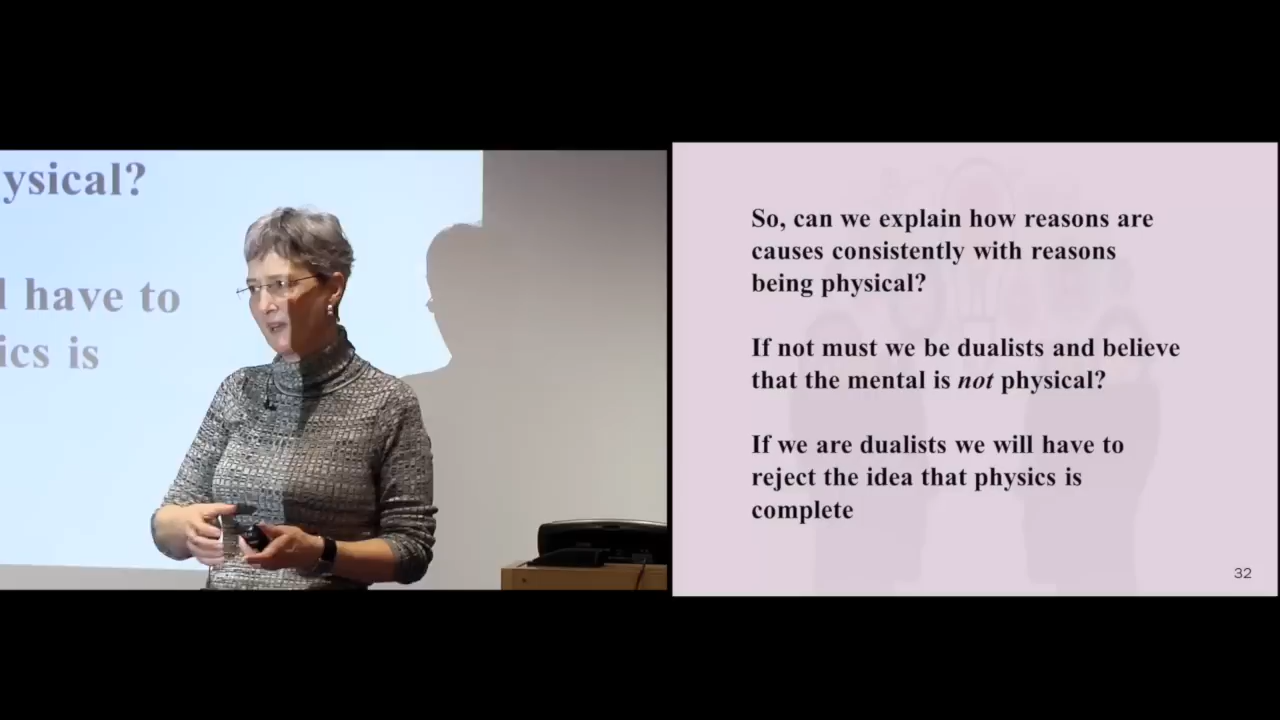 ysical?
have to
ics is
So, can we explain how reasons are
causes consistently with reasons
being physical?
If not must we be dualists and believe
that the mental is not physical?
If we are dualists we will have to
reject the idea that physics is
complete
32